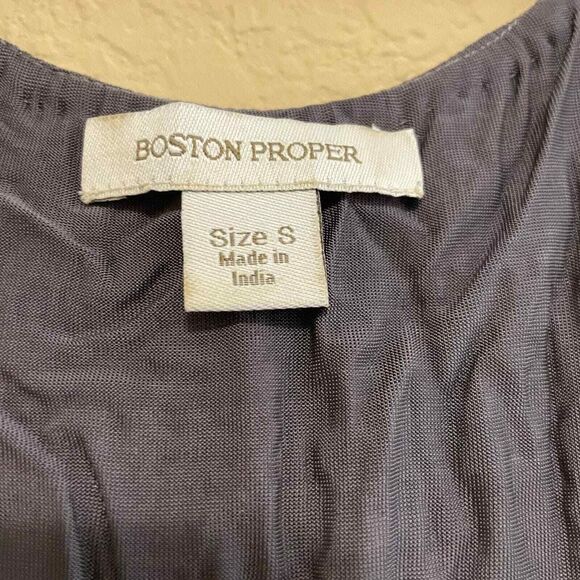 BOSTON PROPER
Size S
Made in
India